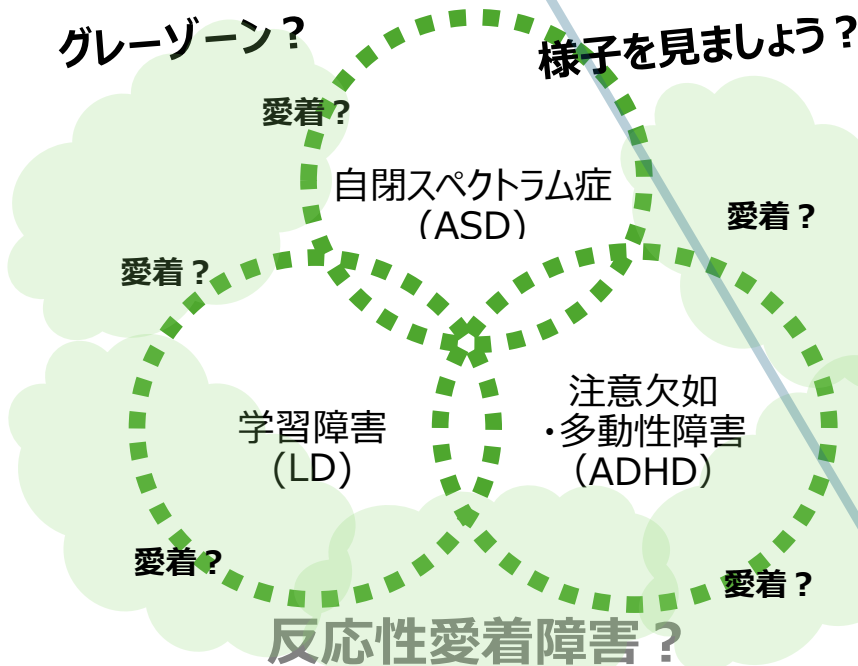 グレーゾーン？
様子を見ましょう？
愛着？
自閉スペクトラム症
（ASD）
愛着？
愛着？
学習障害
(LD)
注意欠如
・多動性障害
（ADHD）
愛着？
愛着？
反応性愛着障害？